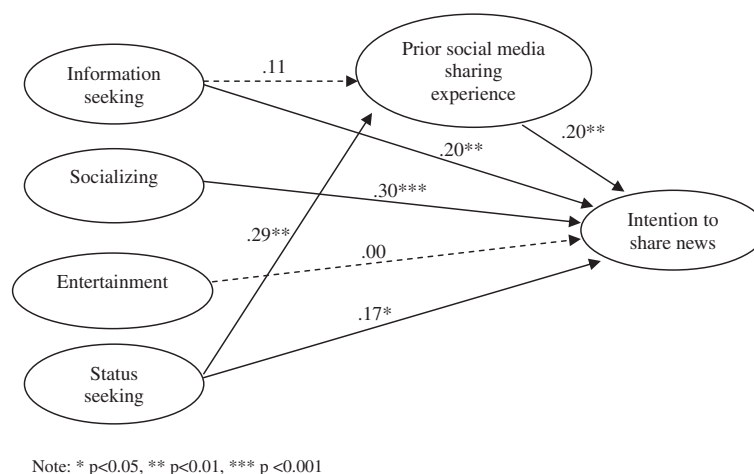 Information
seeking
.11
Prior social media
sharing
experience
.20**
.20**
Socializing
.30***
Intention to
share news
.29**
.00
Entertainment
.17*
Status
seeking
Note: * p<0.05, ** p<0.01, *** p <0.001